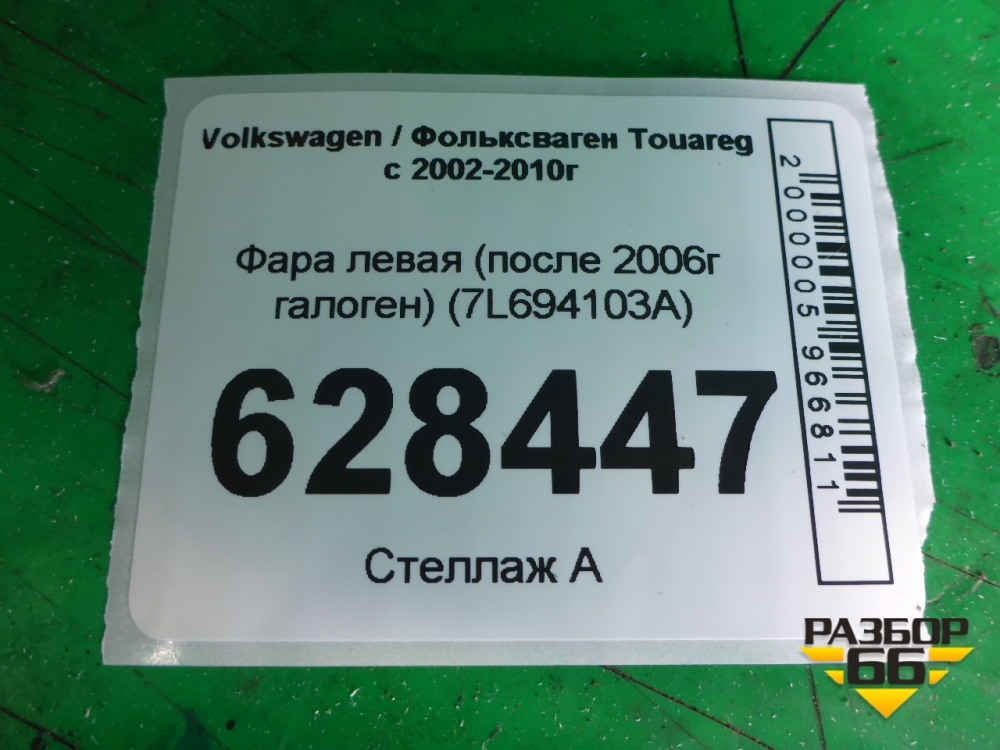 Volkswagen / Фольксваген Touareg
с 2002-2010г
Фара левая (после 2006г
галоген) (7L694103A)
628447
Стеллаж А
2000005966811
РАЗБОР
66